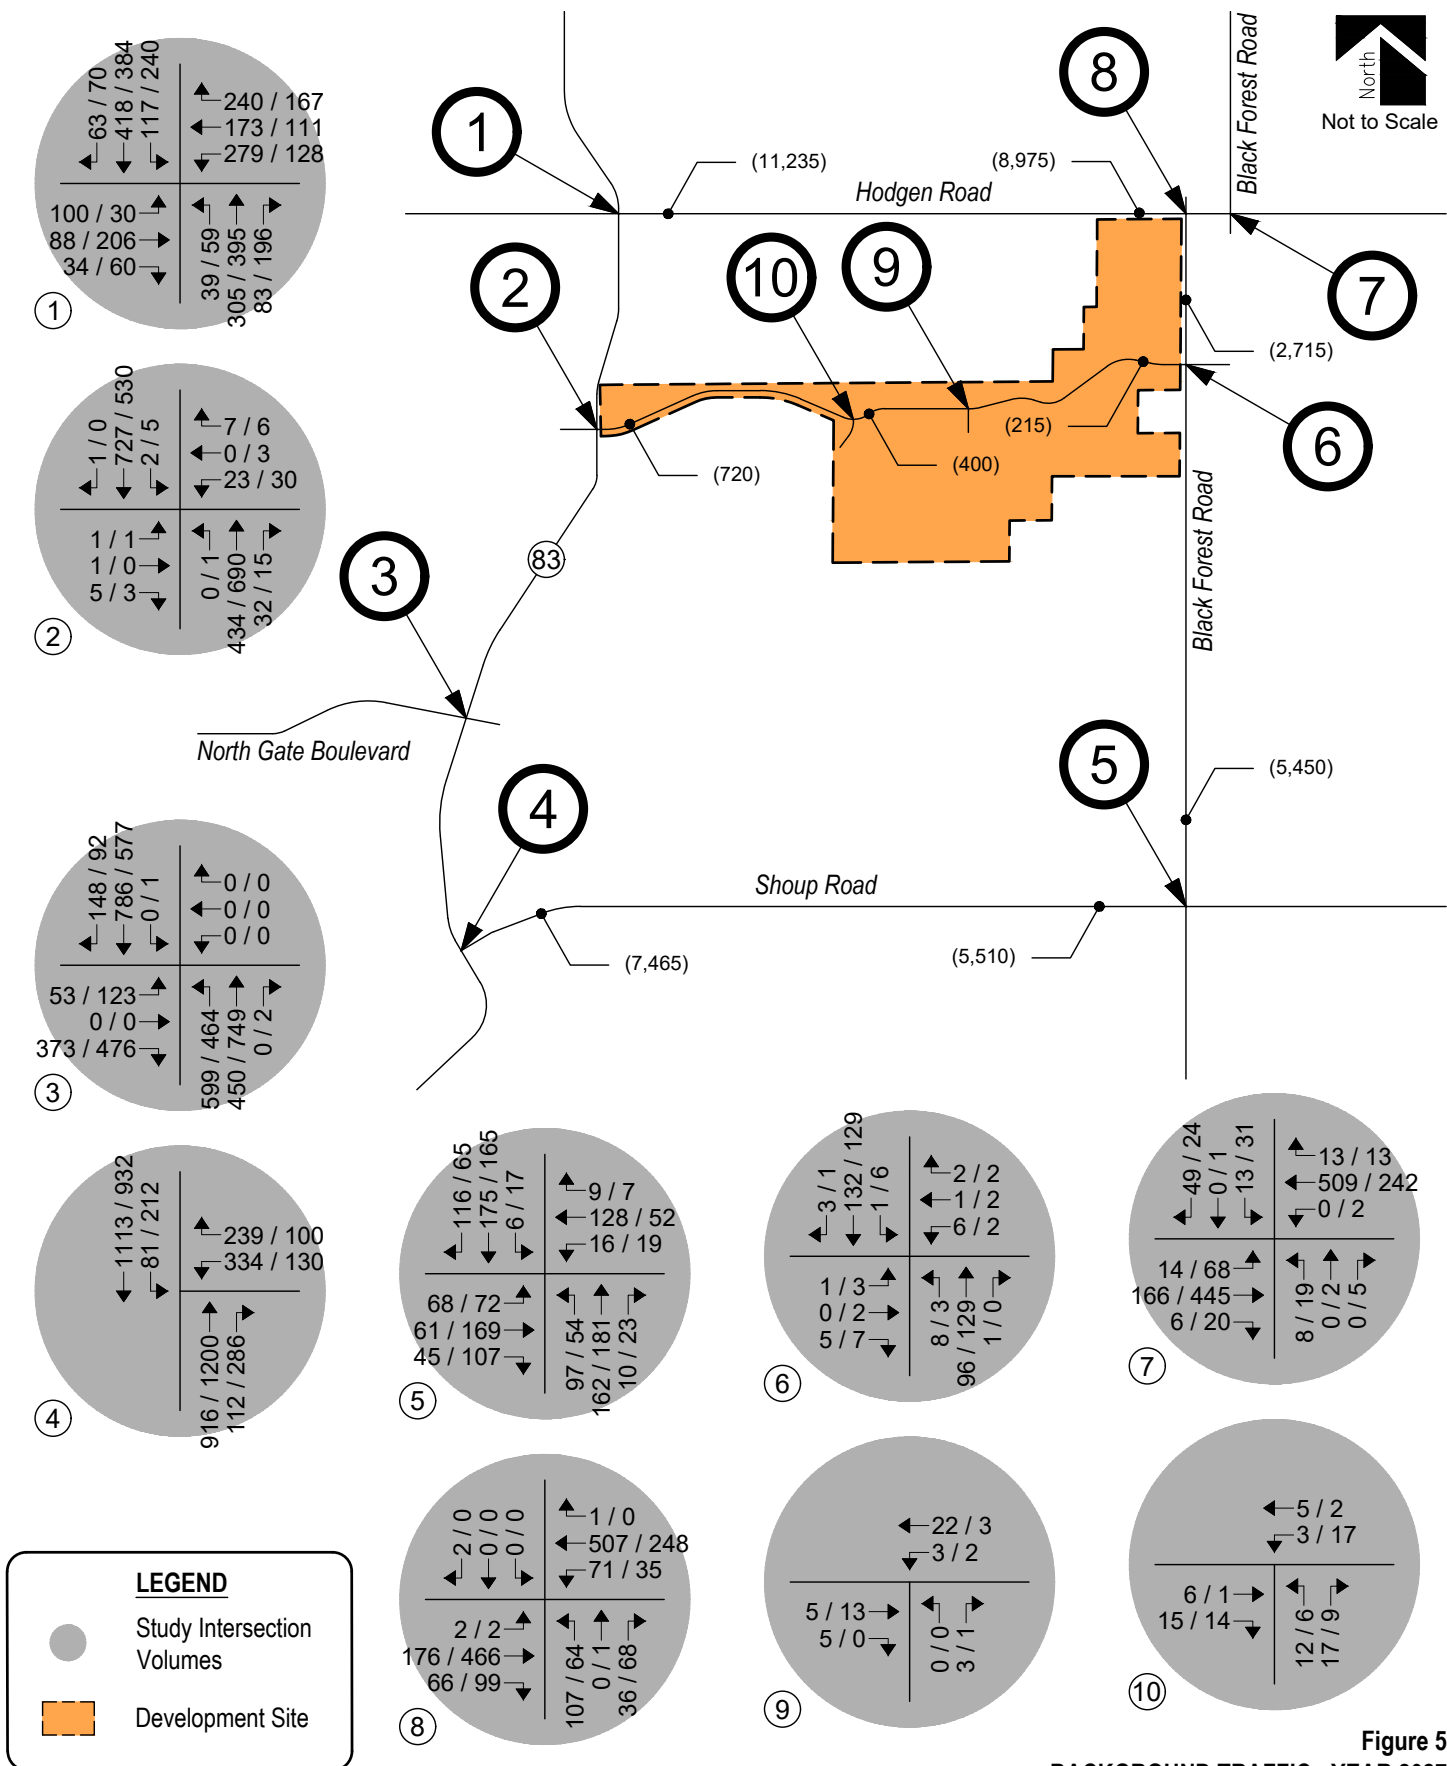 63 / 70
418 / 384
117 / 240
240 / 167
173 / 111
279 / 128
100 / 30
88 / 206
34 / 60
39 / 59
305 / 395
83 / 196
1
1 / 0
727 / 530
2 / 5
7 / 6
0 / 3
23 / 30
1 / 1
1 / 0
5 / 3
0 / 1
434 / 690
32 / 15
2
1
2
3
4
5
6
7
8
9
10
(11,235)
(8,975)
Hodgen Road
Black Forest Road
North
Not to Scale
(2,715)
(215)
(400)
(720)
83
Black Forest Road
North Gate Boulevard
(5,450)
Shoup Road
(7,465)
(5,510)
148 / 92
786 / 577
0 / 1
0 / 0
0 / 0
0 / 0
53 / 123
0 / 0
373 / 476
599 / 464
450 / 749
0 / 2
3
1113 / 932
81 / 212
239 / 100
334 / 130
916 / 1200
112 / 286
4
116 / 65
175 / 165
6 / 17
9 / 7
128 / 52
16 / 19
68 / 72
61 / 169
45 / 107
97 / 54
162 / 181
10 / 23
5
3 / 1
132 / 129
1 / 6
2 / 2
1 / 2
6 / 2
1 / 3
0 / 2
5 / 7
8 / 3
96 / 129
1 / 0
6
49 / 24
0 / 1
13 / 31
13 / 13
509 / 242
0 / 2
14 / 68
166 / 445
6 / 20
8 / 19
0 / 2
0 / 5
7
2 / 0
0 / 0
0 / 0
1 / 0
507 / 248
71 / 35
2 / 2
176 / 466
66 / 99
107 / 64
0 / 1
36 / 68
8
22 / 3
3 / 2
5 / 13
5 / 0
0 / 0
3 / 1
9
5 / 2
3 / 17
6 / 1
15 / 14
12 / 6
17 / 9
10
LEGEND
Study Intersection
Volumes
Development Site
Figure 5